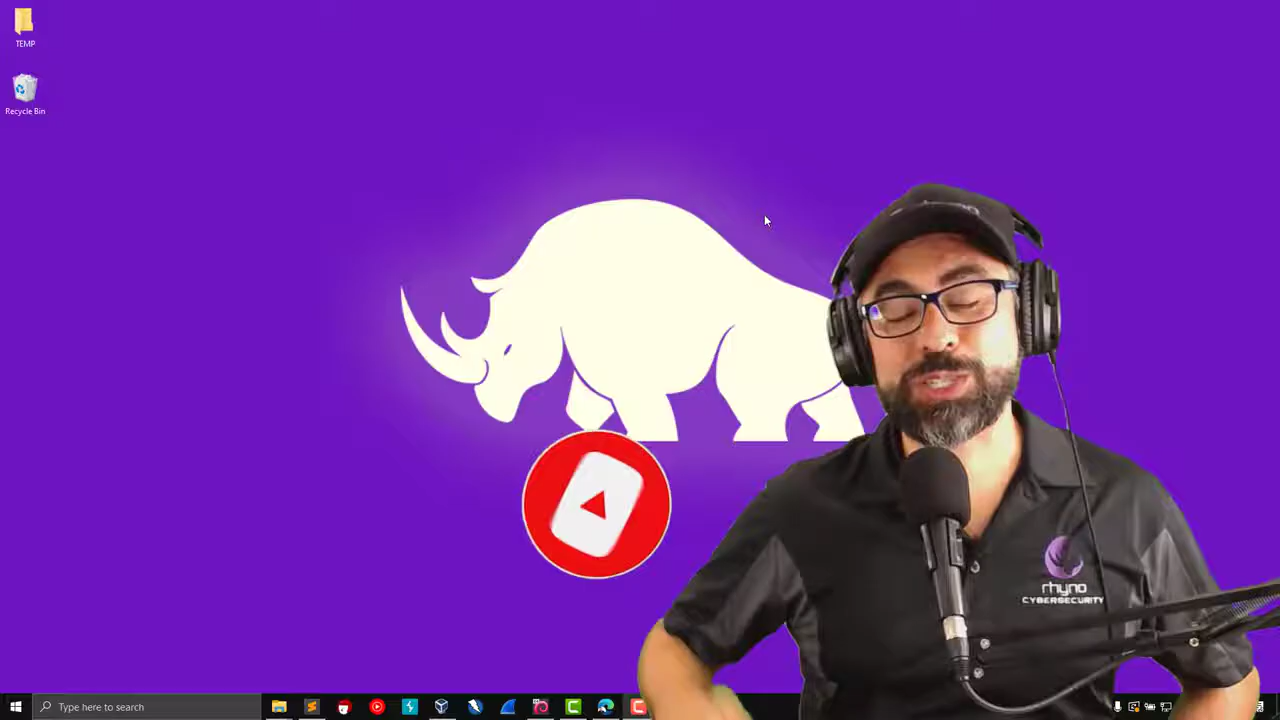 TEMP
Recycle Bin
rhyno
CYBERSECURITY
Type here to search